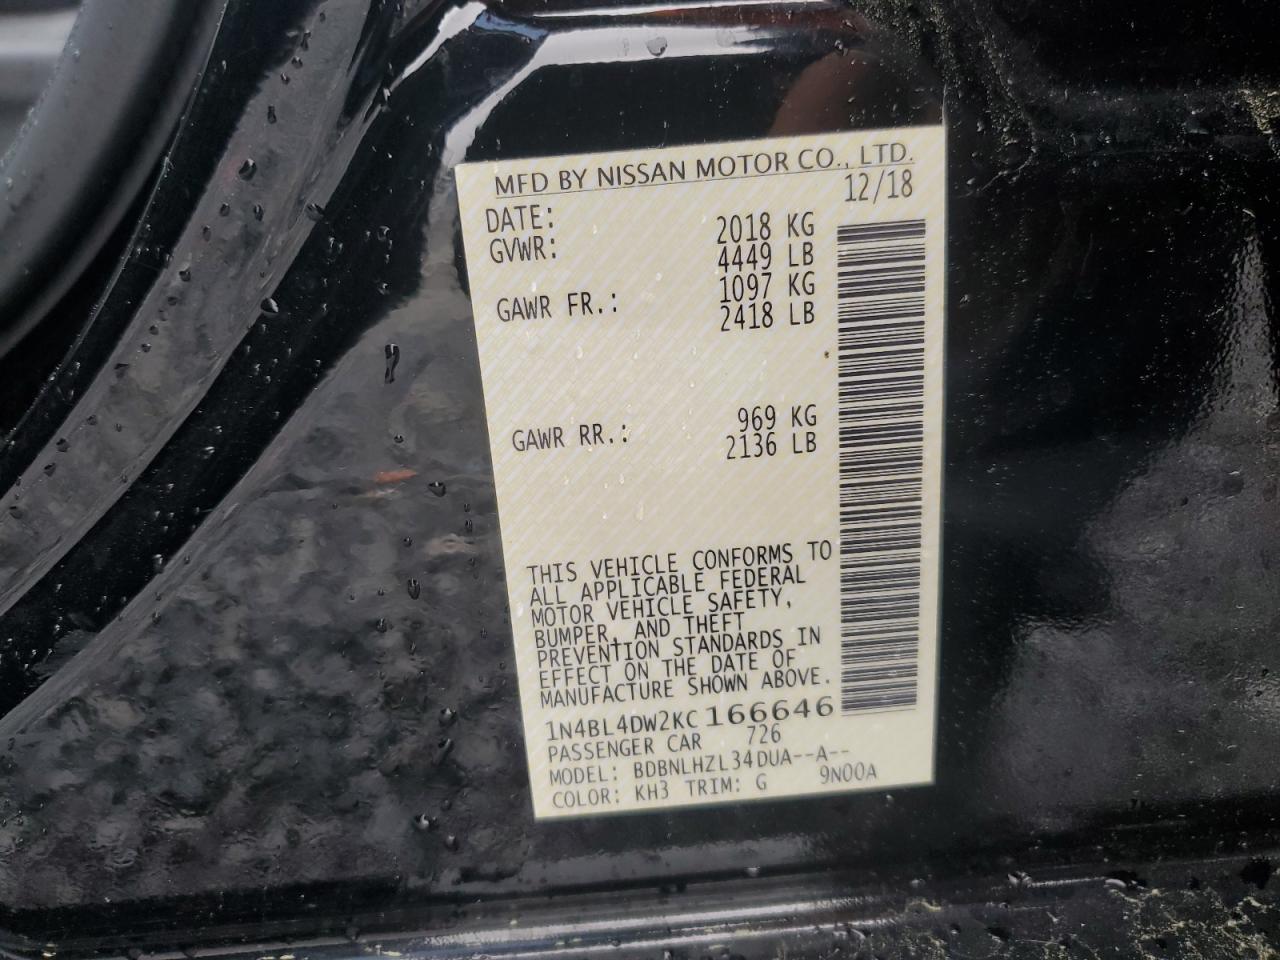 MFD BY NISSAN MOTOR CO., LTD.
DATE: 12/18
GVWR: 2018 KG
4449 LB
GAWR FR.: 1097 KG
2418 LB
GAWR RR.: 969 KG
2136 LB
THIS VEHICLE CONFORMS TO
ALL APPLICABLE FEDERAL
MOTOR VEHICLE SAFETY,
BUMPER, AND THEFT
PREVENTION STANDARDS IN
EFFECT ON THE DATE OF
MANUFACTURE SHOWN ABOVE.
1N4BL4DW2KC166646
PASSENGER CAR 726
MODEL: BDBNLHZL34DUA--A--
COLOR: KH3 TRIM: G 9N00A